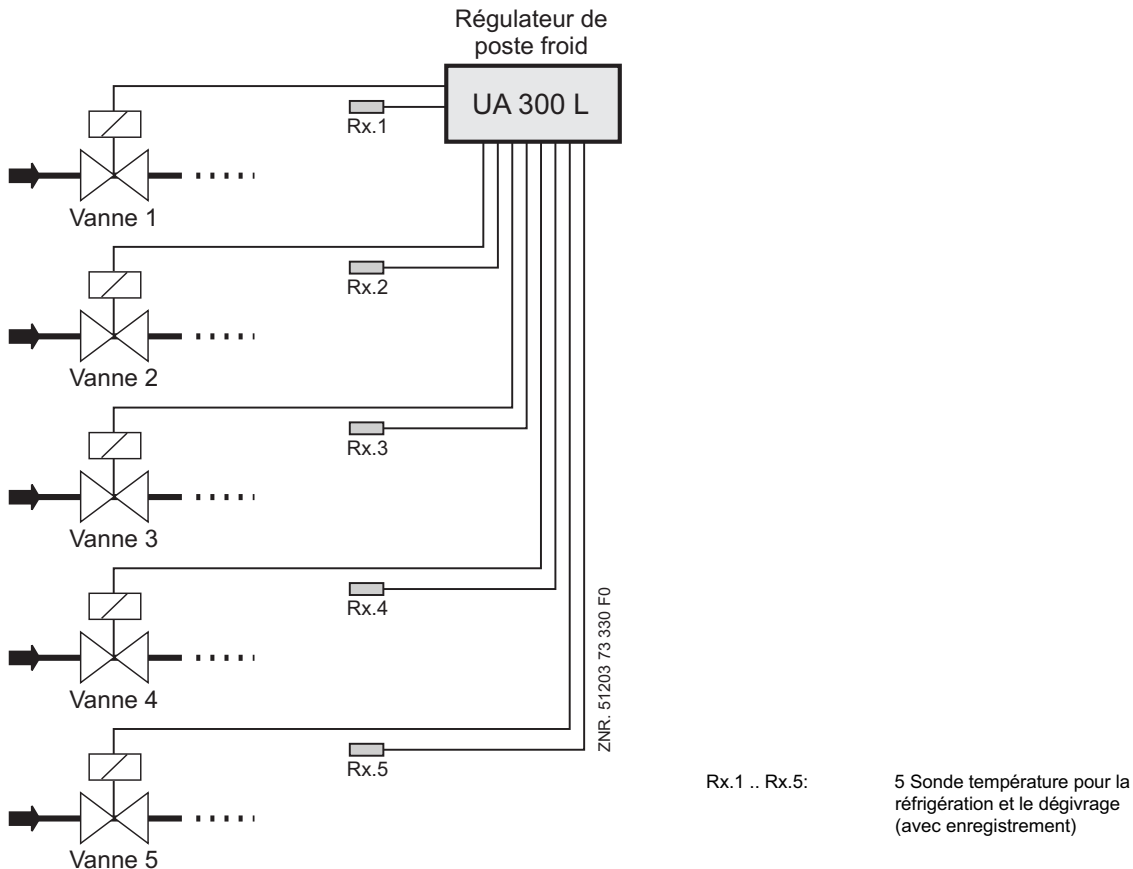 Régulateur de
poste froid
UA 300 L
Rx.1
Vanne 1
Rx.2
Vanne 2
Rx.3
Vanne 3
Rx.4
Vanne 4
Rx.5
Vanne 5
ZNR. 51203 73 330 F0
Rx.1 .. Rx.5: 5 Sonde température pour la
réfrigération et le dégivrage
(avec enregistrement)